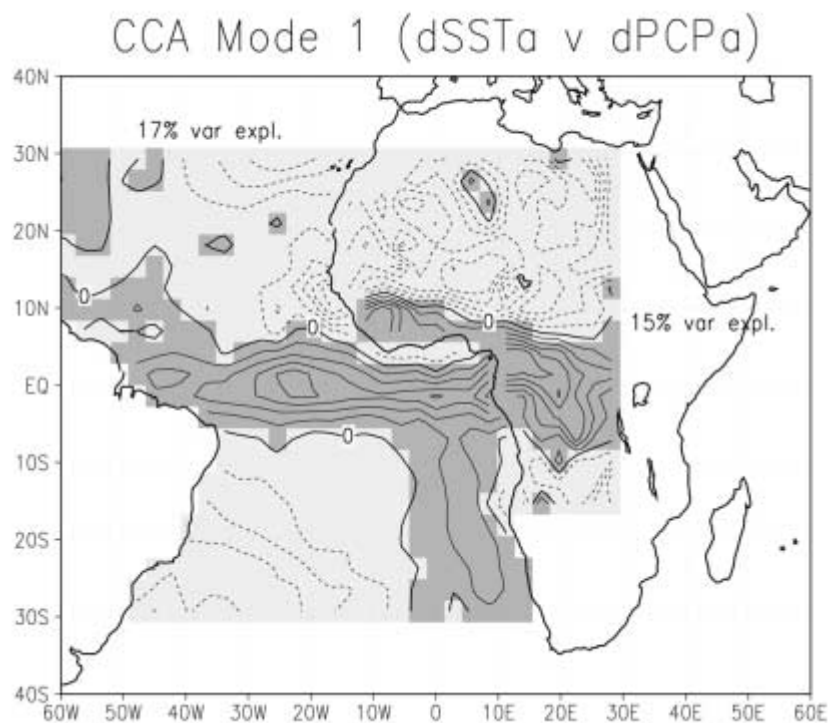 CCA Mode 1 (dSSTa v dPCPa)
40N
17% var expl.
30N
20N
0
10N
0
0
15% var expl.
EQ
0
0
10S
20S
30S
40S
60W 50W 40W 30W 20W 10W 0 10E 20E 30E 40E 50E 60E